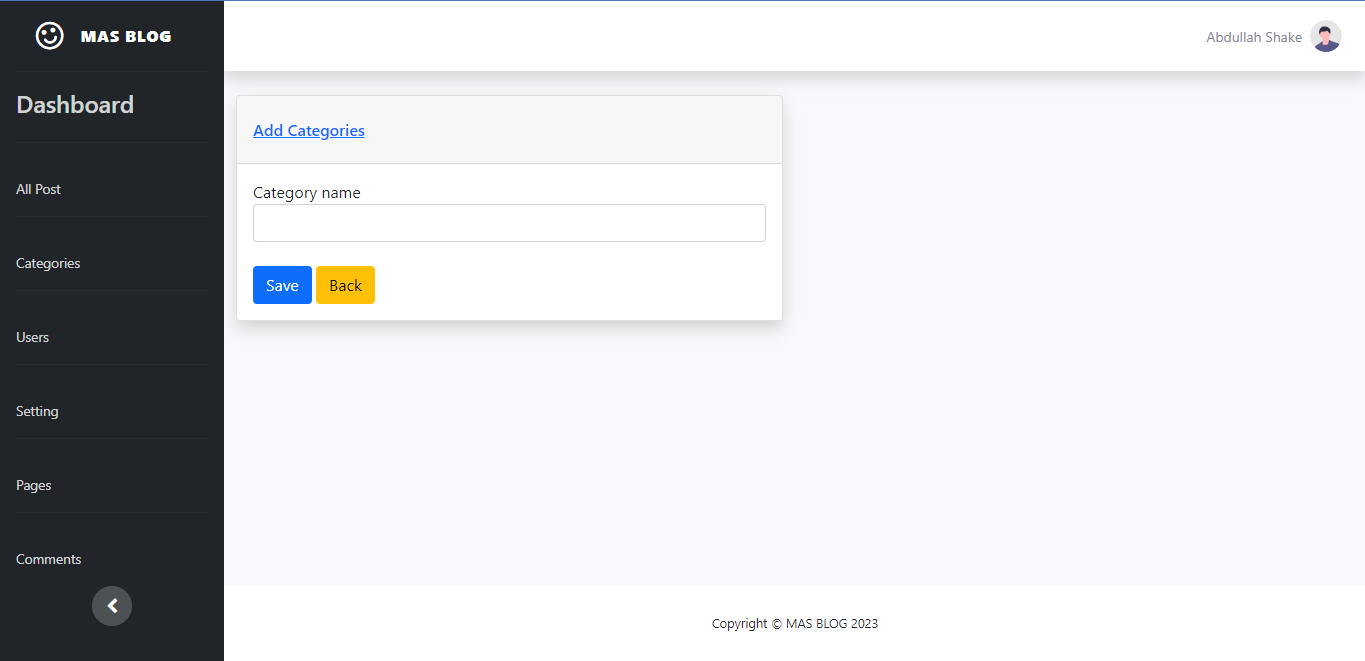 MAS BLOG
Dashboard
All Post
Categories
Users
Setting
Pages
Comments
Abdullah Shake
Add Categories
Category name
Save Back
Copyright © MAS BLOG 2023